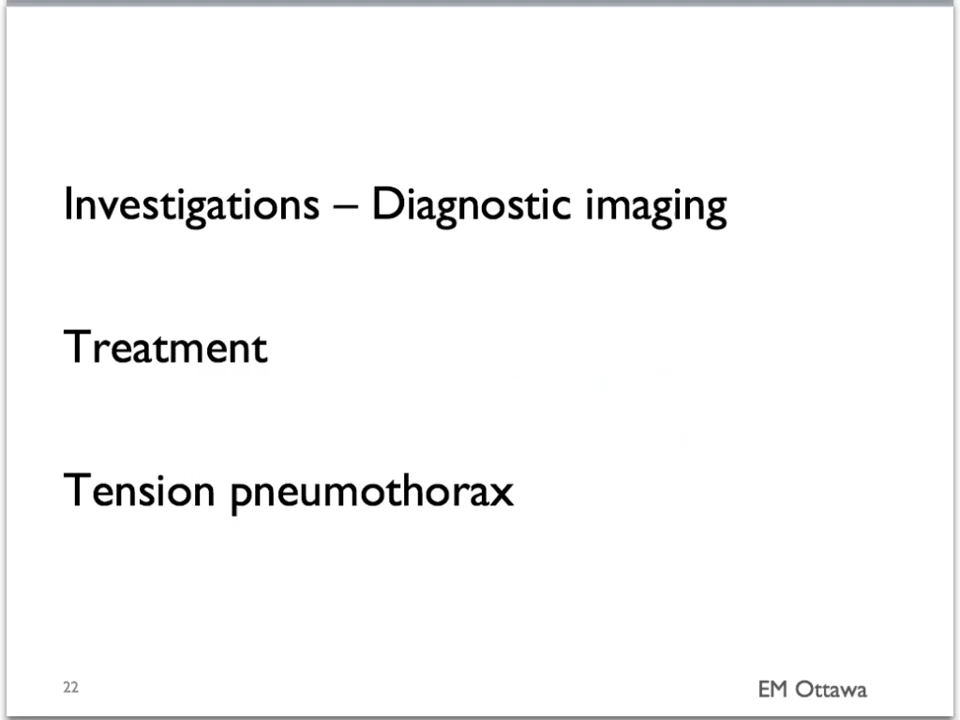 Investigations – Diagnostic imaging
Treatment
Tension pneumothorax
22
EM Ottawa